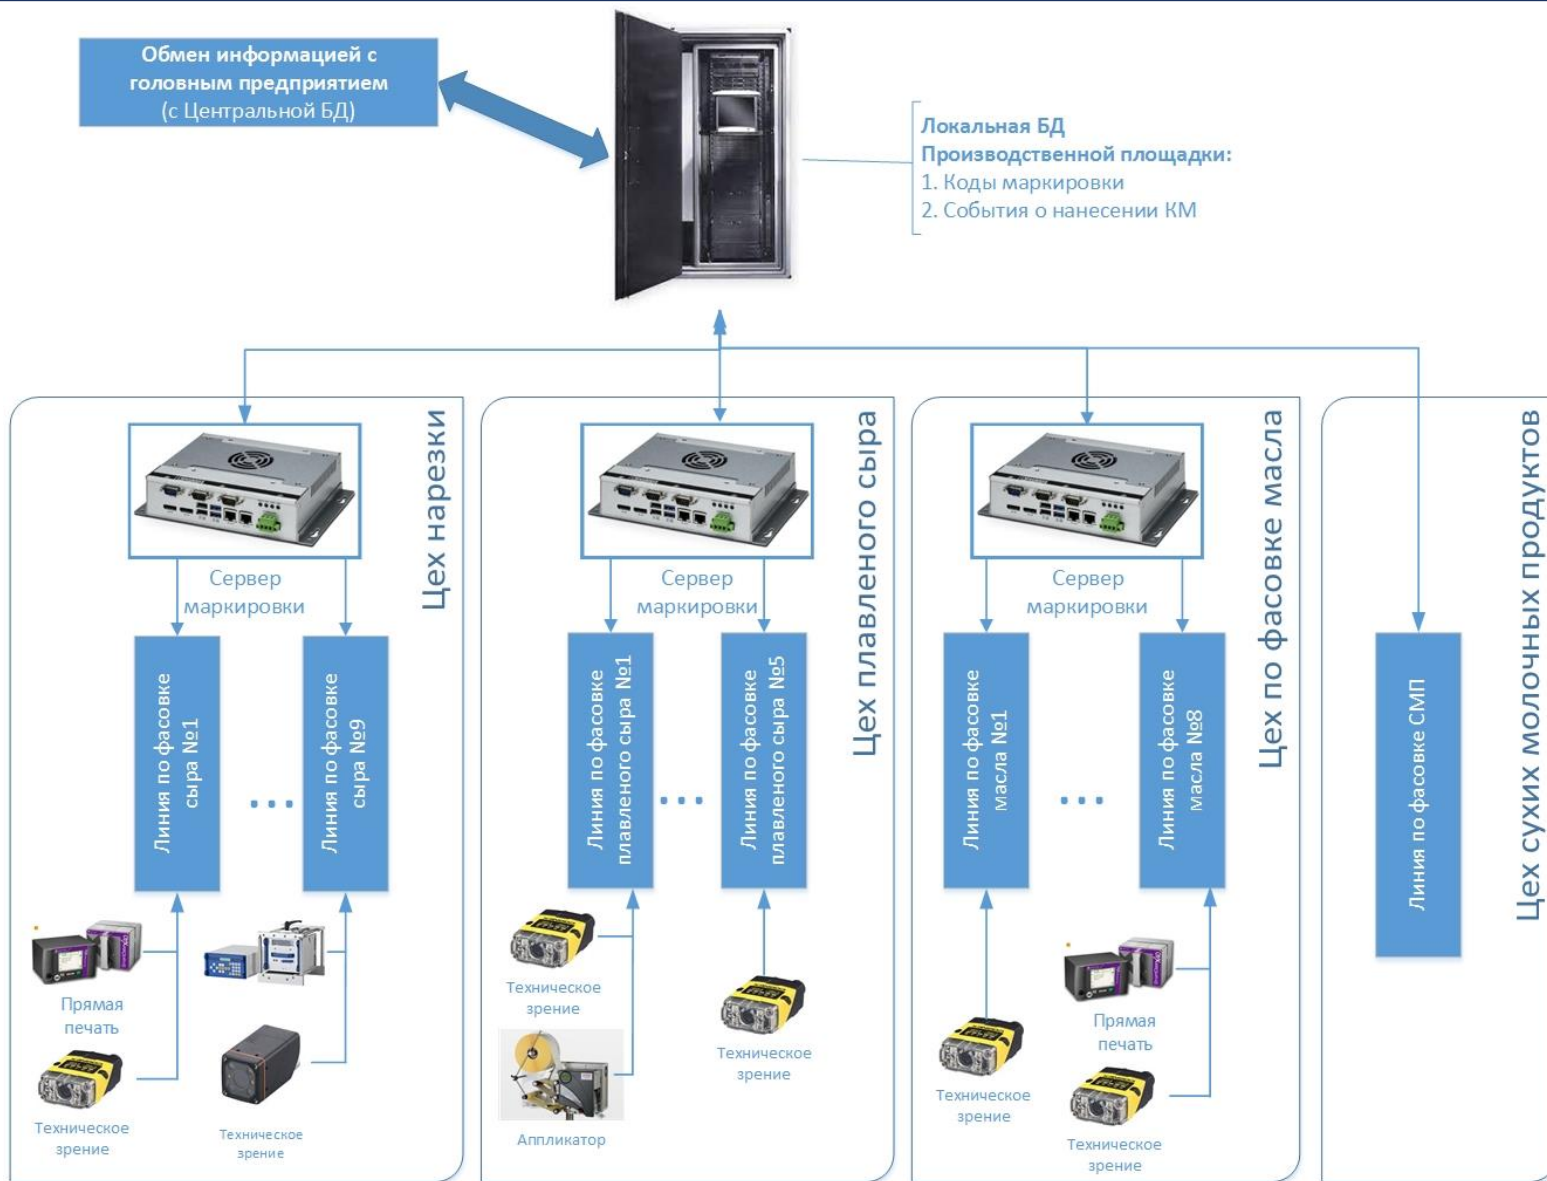 Обмен информацией с
головным предприятием
(с Центральной БД)
Локальная БД
Производственной площадки:
1. Коды маркировки
2. События о нанесении КМ
Цех нарезки
Сервер
маркировки
Линия по фасовке
сыра №1
...
Линия по фасовке
сыра №9
Прямая
печать
Техническое
зрение
Техническое
зрение
Цех плавленого сыра
Сервер
маркировки
Линия по фасовке
плавленого сыра №1
...
Линия по фасовке
плавленого сыра №5
Техническое
зрение
Аппликатор
Техническое
зрение
Цех по фасовке масла
Сервер
маркировки
Линия по фасовке
масла №1
...
Линия по фасовке
масла №8
Техническое
зрение
Прямая
печать
Техническое
зрение
Цех сухих молочных продуктов
Линия по фасовке СМП